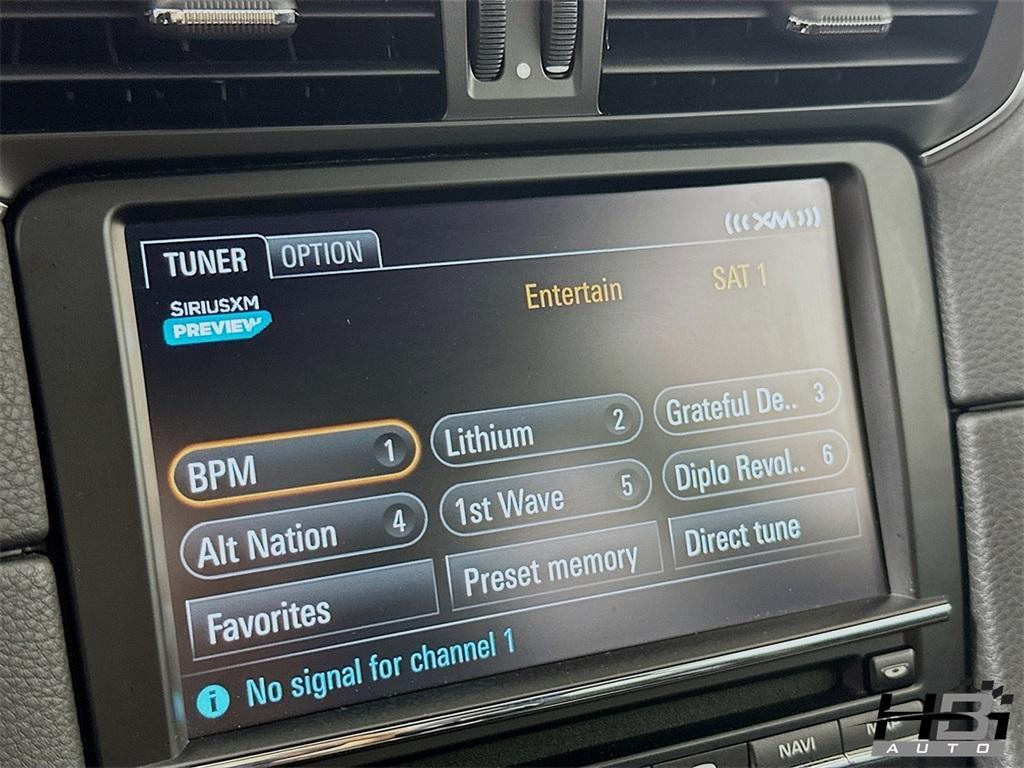 (((XM)))
TUNER OPTION
SIRIUSXM
PREVIEW
Entertain SAT 1
BPM 1 Lithium 2 Grateful De.. 3
Alt Nation 4 1st Wave 5 Diplo Revol.. 6
Favorites Preset memory Direct tune
i No signal for channel 1
NAVI
HBI
AUTO